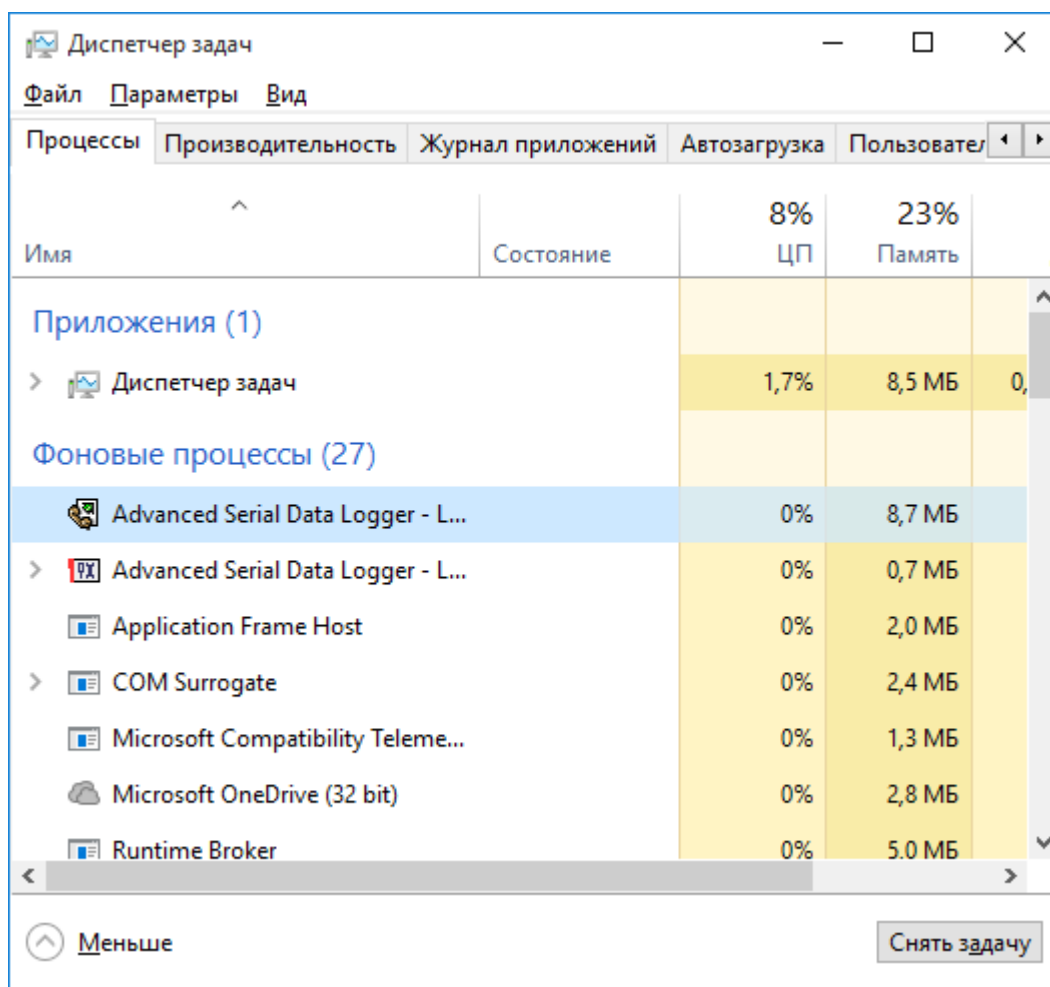 Диспетчер задач
Файл Параметры Вид
Процессы Производительность Журнал приложений Автозагрузка Пользовател
8% 23%
Имя Состояние ЦП Память
Приложения (1)
Диспетчер задач 1,7% 8,5 МБ 0,
Фоновые процессы (27)
Advanced Serial Data Logger - L... 0% 8,7 МБ
Advanced Serial Data Logger - L... 0% 0,7 МБ
Application Frame Host 0% 2,0 МБ
COM Surrogate 0% 2,4 МБ
Microsoft Compatibility Teleme... 0% 1,3 МБ
Microsoft OneDrive (32 bit) 0% 2,8 МБ
Runtime Broker 0% 5,0 МБ
Меньше Снять задачу